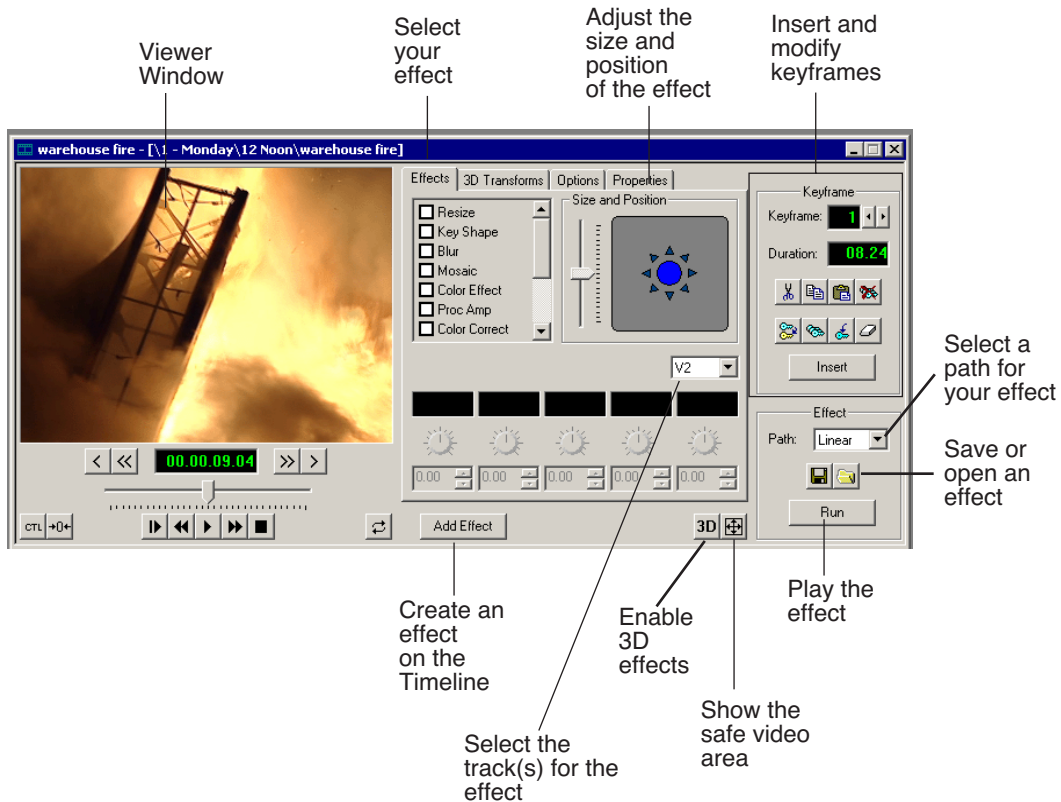 Viewer
Window
Select
your
effect
Adjust the
size and
position
of the effect
Insert and
modify
keyframes
warehouse fire - [\1 - Monday\12 Noon\warehouse fire]
Effects
3D Transforms
Options
Properties
Resize
Key Shape
Blur
Mosaic
Color Effect
Proc Amp
Color Correct
Size and Position
V2
0.00
0.00
0.00
0.00
0.00
Keyframe
Keyframe:
1
Duration:
08.24
Insert
Effect
Path:
Linear
Run
00.00.09.04
CTL
→0←
Add Effect
3D
Select a
path for
your effect
Save or
open an
effect
Play the
effect
Create an
effect
on the
Timeline
Enable
3D
effects
Show the
safe video
area
Select the
track(s) for the
effect